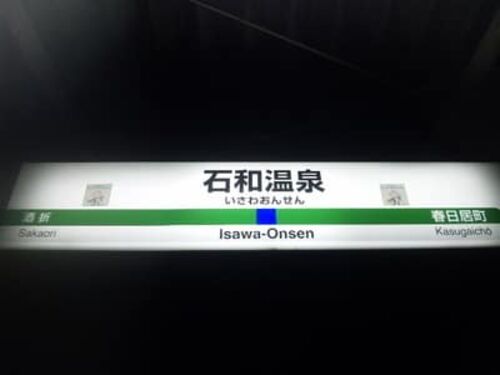 石和温泉
いさわおんせん
酒折
春日居町
Sakaori
Isawa-Onsen
Kasugaichō